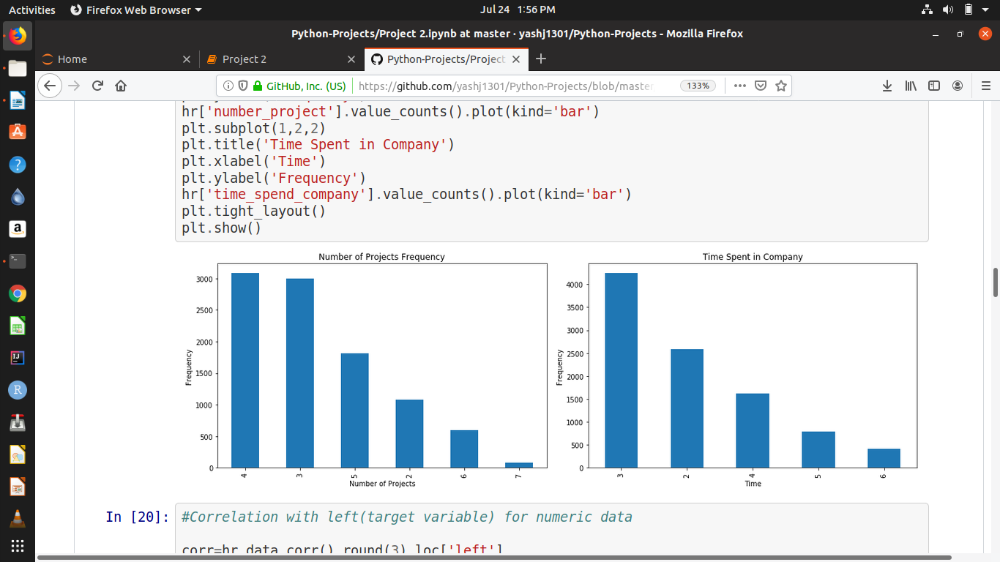 Activities
Firefox Web Browser
Jul 24 1:56 PM
Python-Projects/Project 2.ipynb at master · yashj1301/Python-Projects - Mozilla Firefox
Home
Project 2
Python-Projects/Project
GitHub, Inc. (US)
https://github.com/yashj1301/Python-Projects/blob/master
133%
hr['number_project'].value_counts().plot(kind='bar')
plt.subplot(1,2,2)
plt.title('Time Spent in Company')
plt.xlabel('Time')
plt.ylabel('Frequency')
hr['time_spend_company'].value_counts().plot(kind='bar')
plt.tight_layout()
plt.show()
Number of Projects Frequency
3000
2500
2000
1500
1000
500
0
Frequency
4 3 5 2 6 7
Number of Projects
Time Spent in Company
4000
3500
3000
2500
2000
1500
1000
500
0
Frequency
3 2 4 5 6
Time
In [20]:
#Correlation with left(target variable) for numeric data
corr=hr_data.corr().round(3).loc['left']